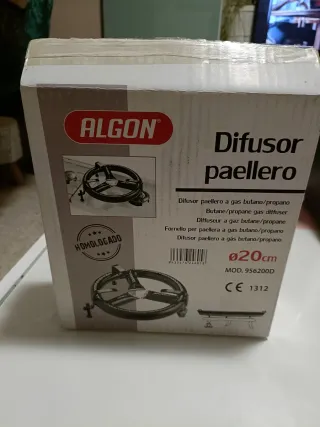 ALGON®
Difusor
paellero
Difusor paellero a gas butano/propano
Butane/propane gas diffuser
Diffuseur a gaz butane/propane
Fornello per paellera a gas butano/propano
Difusor paellero a gas butano/propano
HOMOLOGADO
ø20cm
MOD. 956200D
CE 1312